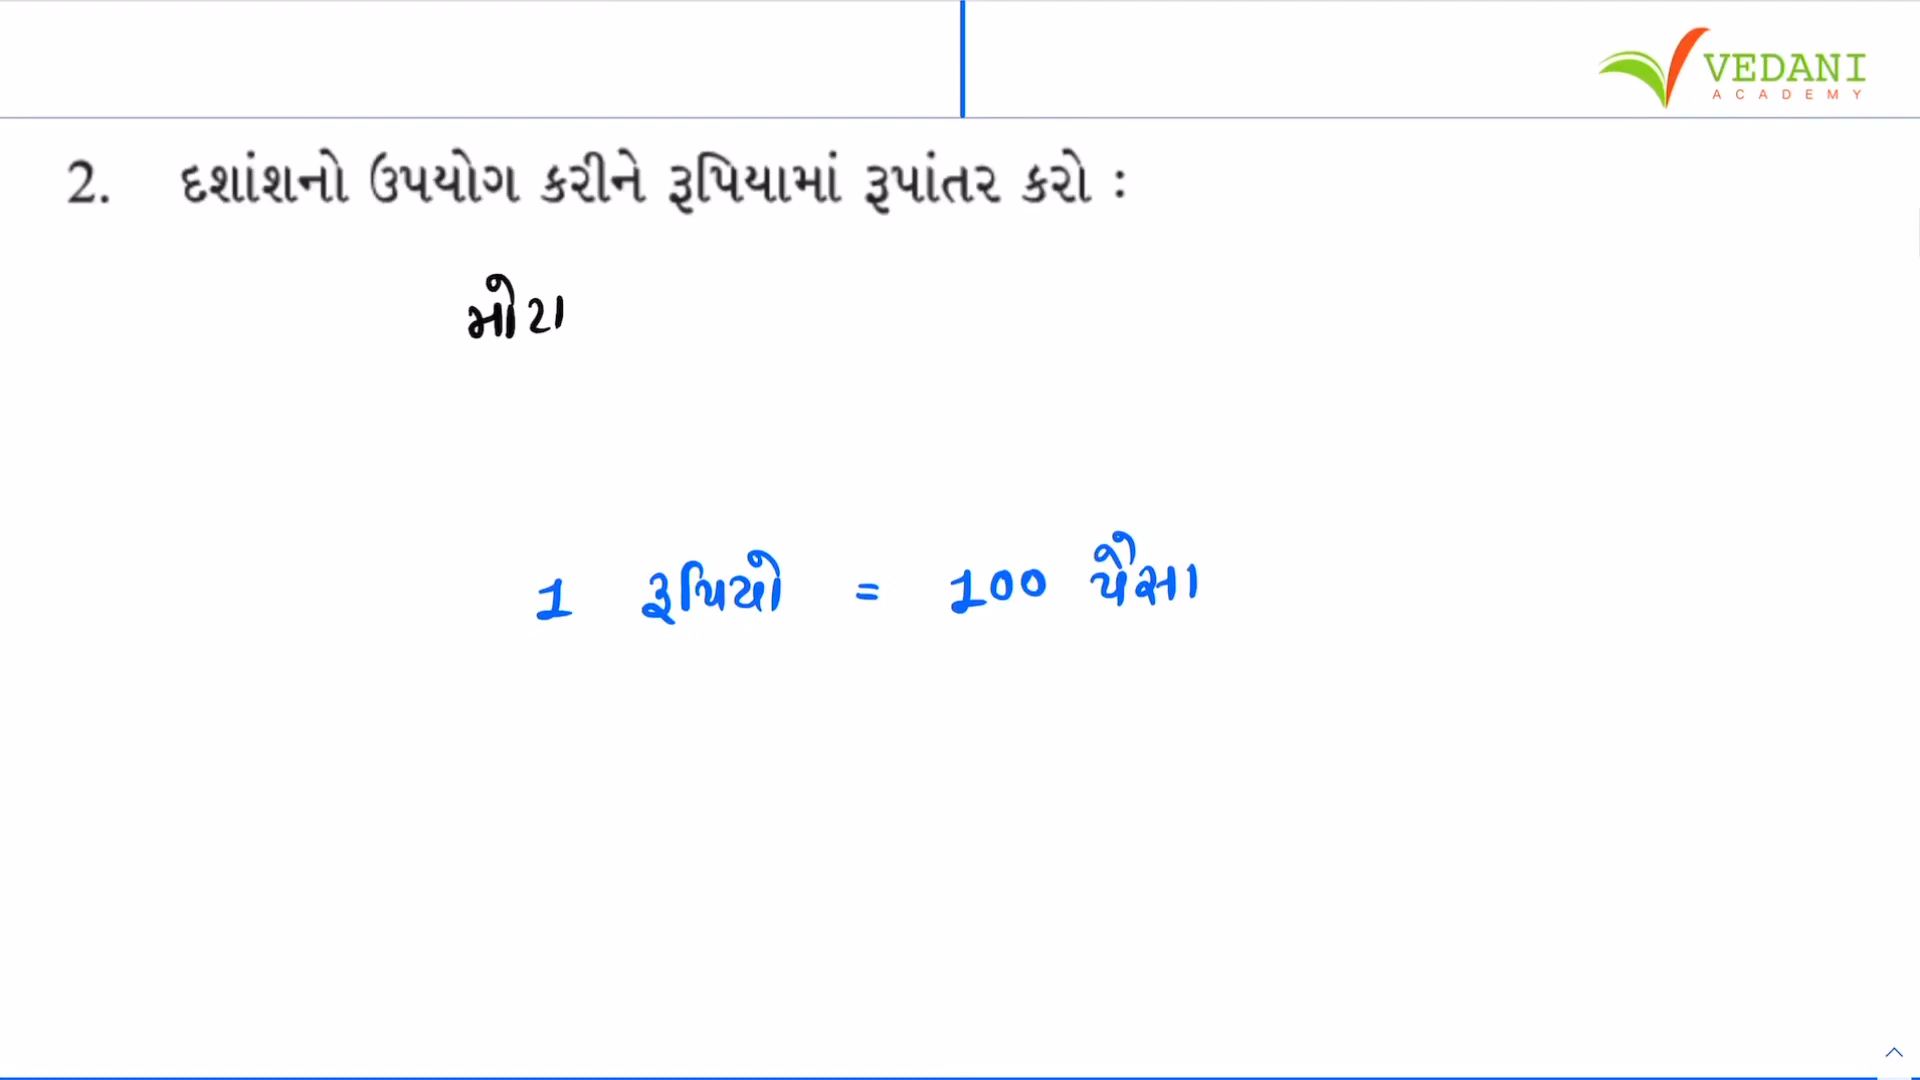 VEDANI
ACADEMY
2. દશાંશનો ઉપયોગ કરીને રૂપિયામાં રૂપાંતર કરો :
મોટા
1 રૂપિયો = 100 પૈસા